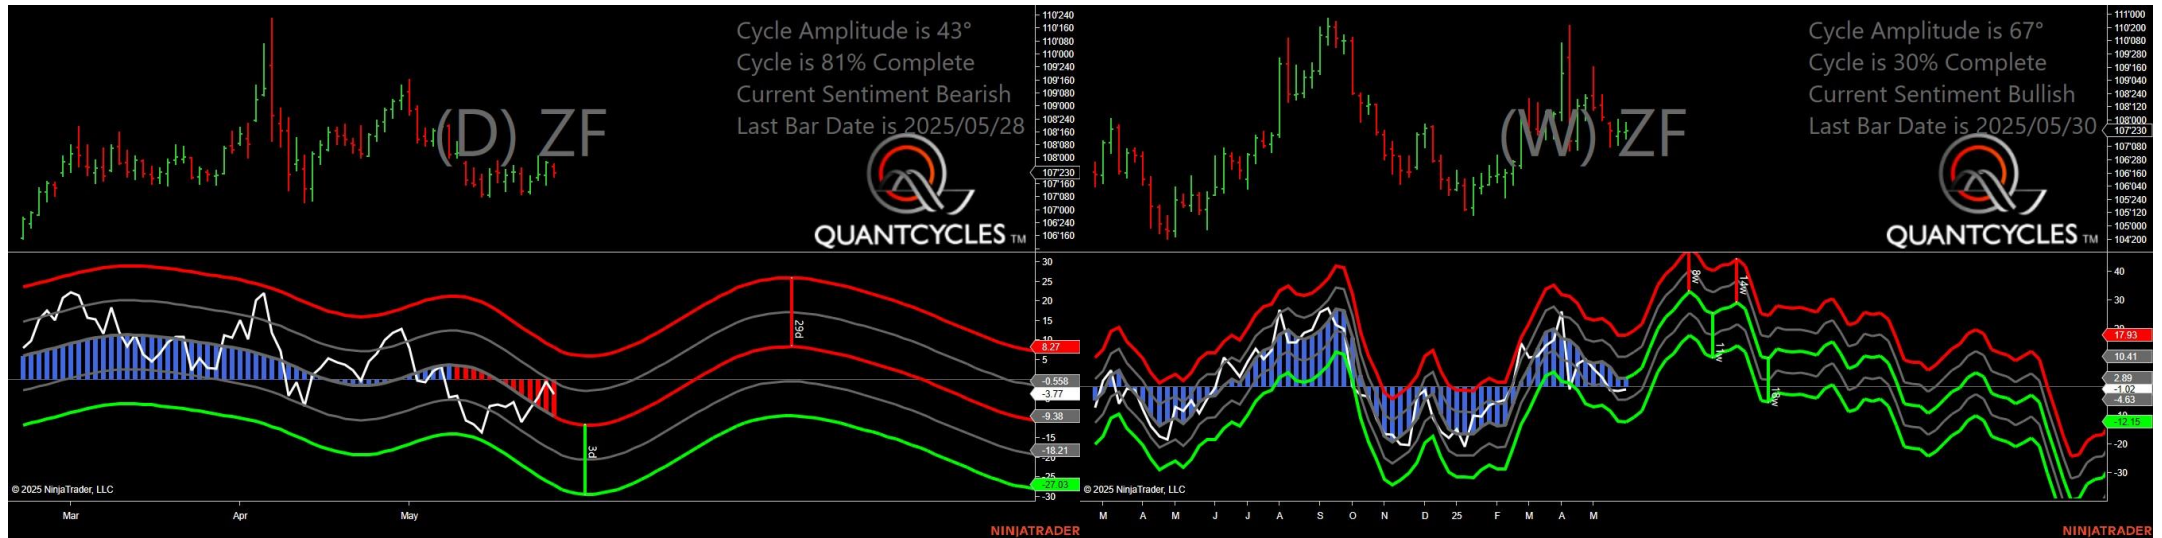 Cycle Amplitude is 43°
Cycle is 81% Complete
Current Sentiment Bearish
Last Bar Date is 2025/05/28
(D) ZF
QUANTCYCLES TM
110'240
110'160
110'080
110'000
109'240
109'160
109'080
109'000
108'240
108'160
108'080
108'000
107'230
107'160
107'080
107'000
106'240
106'160
30
25
20
15
5
8.27
-0.558
-3.77
-9.38
-15
-18.21
-27.03
-30
29d
3d
© 2025 NinjaTrader, LLC
Mar Apr May
NINJATRADER
Cycle Amplitude is 67°
Cycle is 30% Complete
Current Sentiment Bullish
Last Bar Date is 2025/05/30
(W) ZF
QUANTCYCLES TM
111'000
110'200
110'080
109'280
109'160
109'040
108'240
108'120
108'000
107'230
107'080
106'280
106'160
106'040
105'240
105'120
105'000
104'200
40
30
17.93
10.41
2.89
-1.02
-4.63
-12.15
-20
-30
8w
14w
11w
18w
© 2025 NinjaTrader, LLC
M A M J J A S O N D 25 F M A M
NINJATRADER